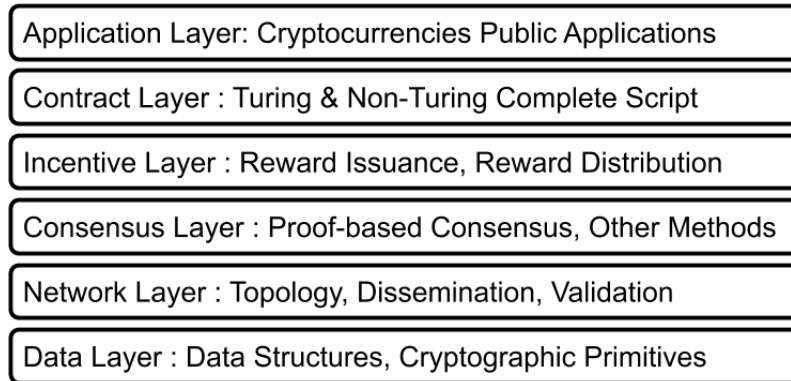 Application Layer: Cryptocurrencies Public Applications
Contract Layer : Turing & Non-Turing Complete Script
Incentive Layer : Reward Issuance, Reward Distribution
Consensus Layer : Proof-based Consensus, Other Methods
Network Layer : Topology, Dissemination, Validation
Data Layer : Data Structures, Cryptographic Primitives